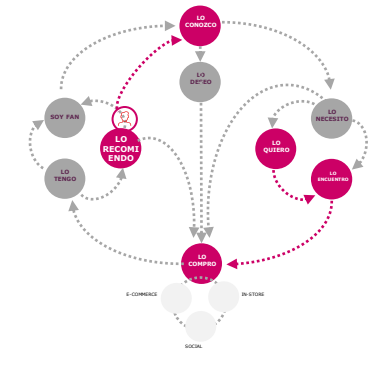 LO
CONOZCO
LO
DESEO
SOY FAN
LO
NECESITO
LO
RECOMI
ENDO
LO
QUIERO
LO
TENGO
LO
ENCUENTRO
LO
COMPRO
E-COMMERCE
IN-STORE
SOCIAL